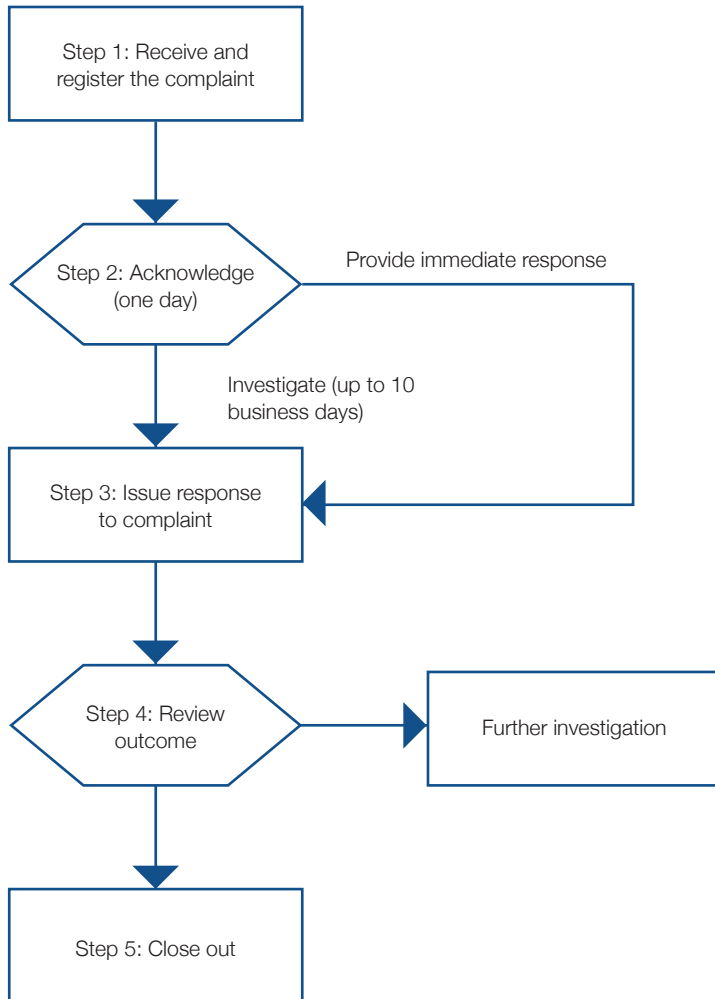 Step 1: Receive and
register the complaint
Step 2: Acknowledge
(one day)
Provide immediate response
Investigate (up to 10
business days)
Step 3: Issue response
to complaint
Step 4: Review
outcome
Further investigation
Step 5: Close out